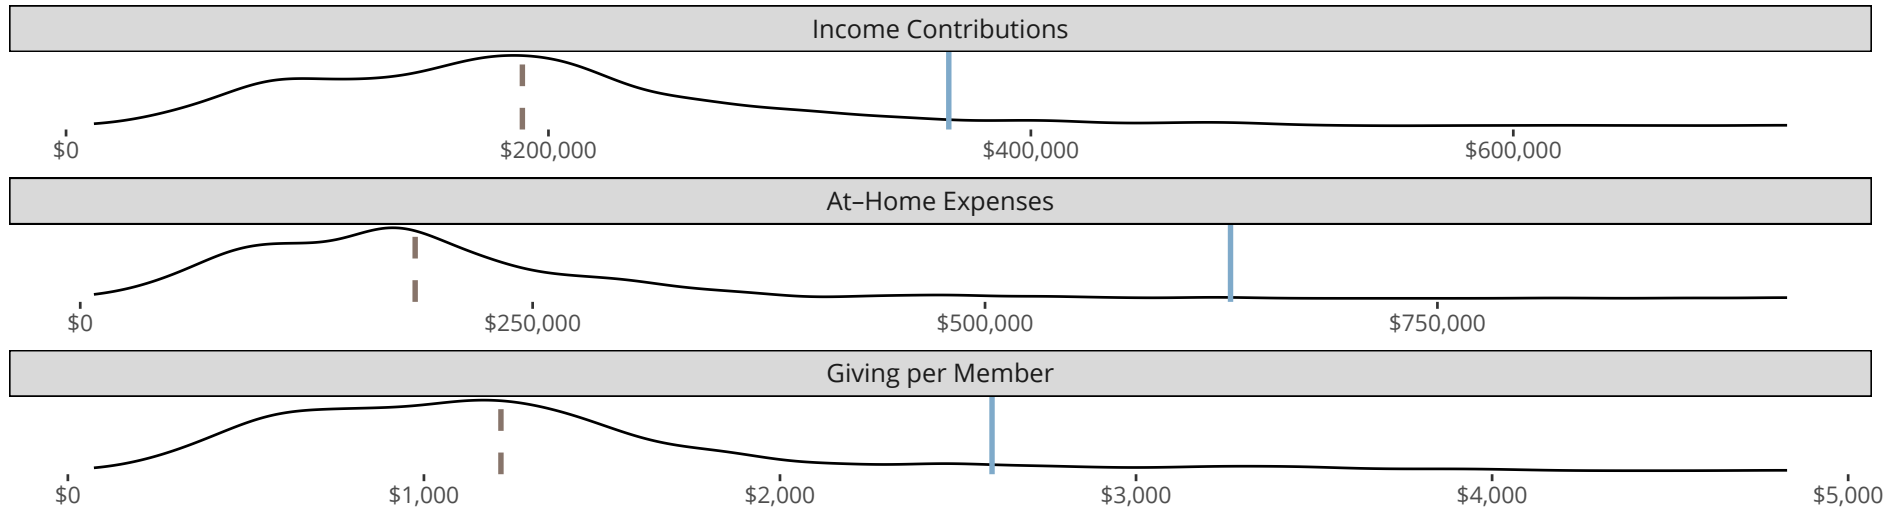 Income Contributions
$0 $200,000 $400,000 $600,000
At–Home Expenses
$0 $250,000 $500,000 $750,000
Giving per Member
$0 $1,000 $2,000 $3,000 $4,000 $5,000